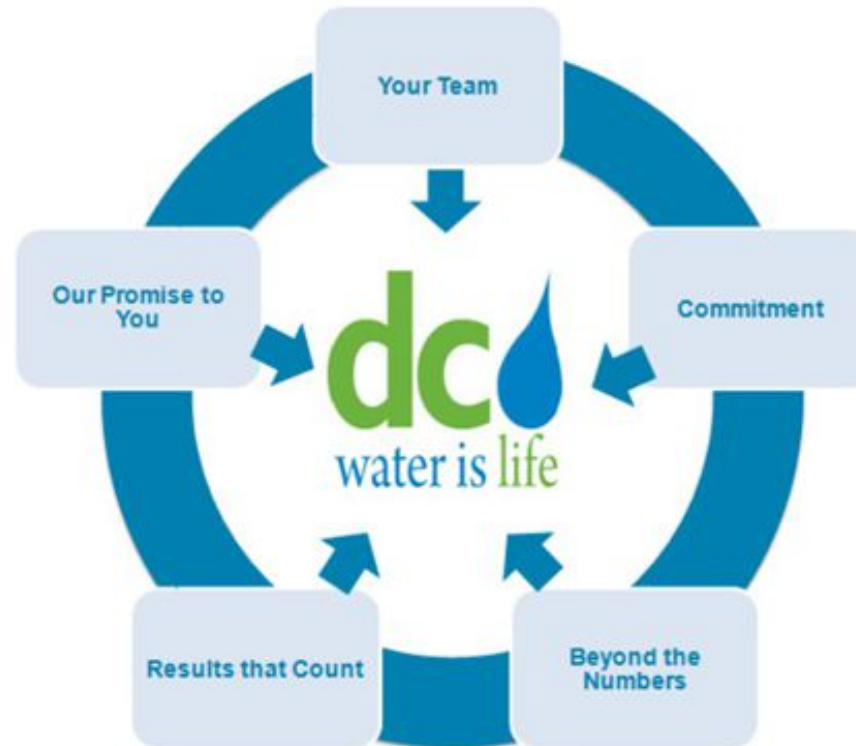 Your Team
Our Promise to
You
Commitment
dc
water is life
Results that Count
Beyond the
Numbers